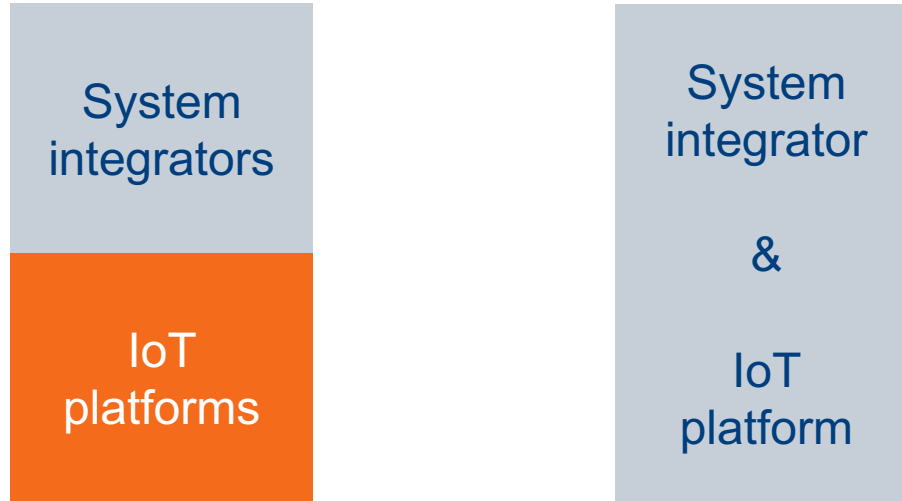 System
integrators
IoT
platforms
System
integrator
&
IoT
platform